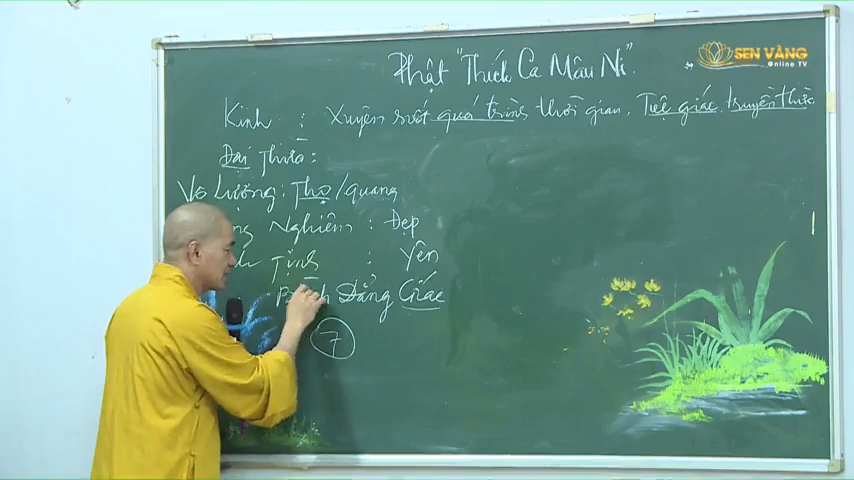 Phật "Thích Ca Mâu Ni".
SEN VÀNG
Online TV
Kinh : Xuyên suốt quá trình thời gian. Tuệ giác truyền thừa
Đại Thừa :
Vô Lượng : Thọ / quang
Nghiêm : Đẹp
Tịnh : Yên
Đẳng Giác
7